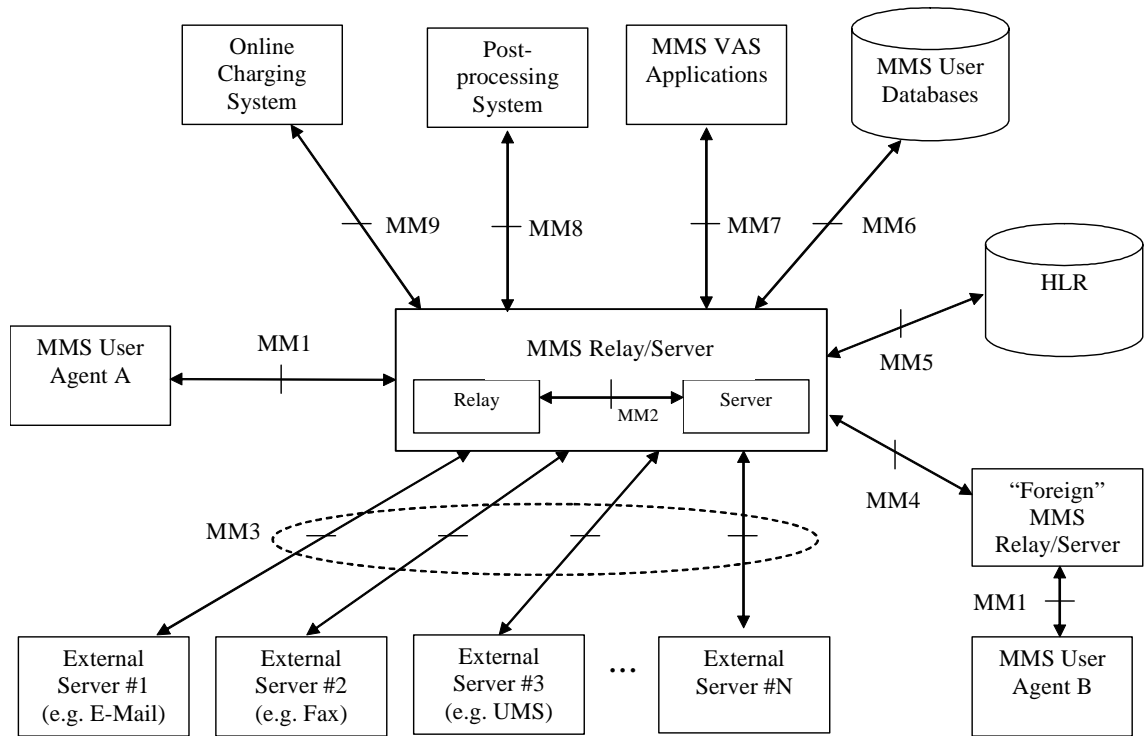 Online
Charging
System
Post-
processing
System
MMS VAS
Applications
MMS User
Databases
MM9
MM8
MM7
MM6
HLR
MMS User
Agent A
MM1
MMS Relay/Server
Relay
MM2
Server
MM5
MM4
“Foreign”
MMS
Relay/Server
MM3
MM1
External
Server #1
(e.g. E-Mail)
External
Server #2
(e.g. Fax)
External
Server #3
(e.g. UMS)
...
External
Server #N
MMS User
Agent B